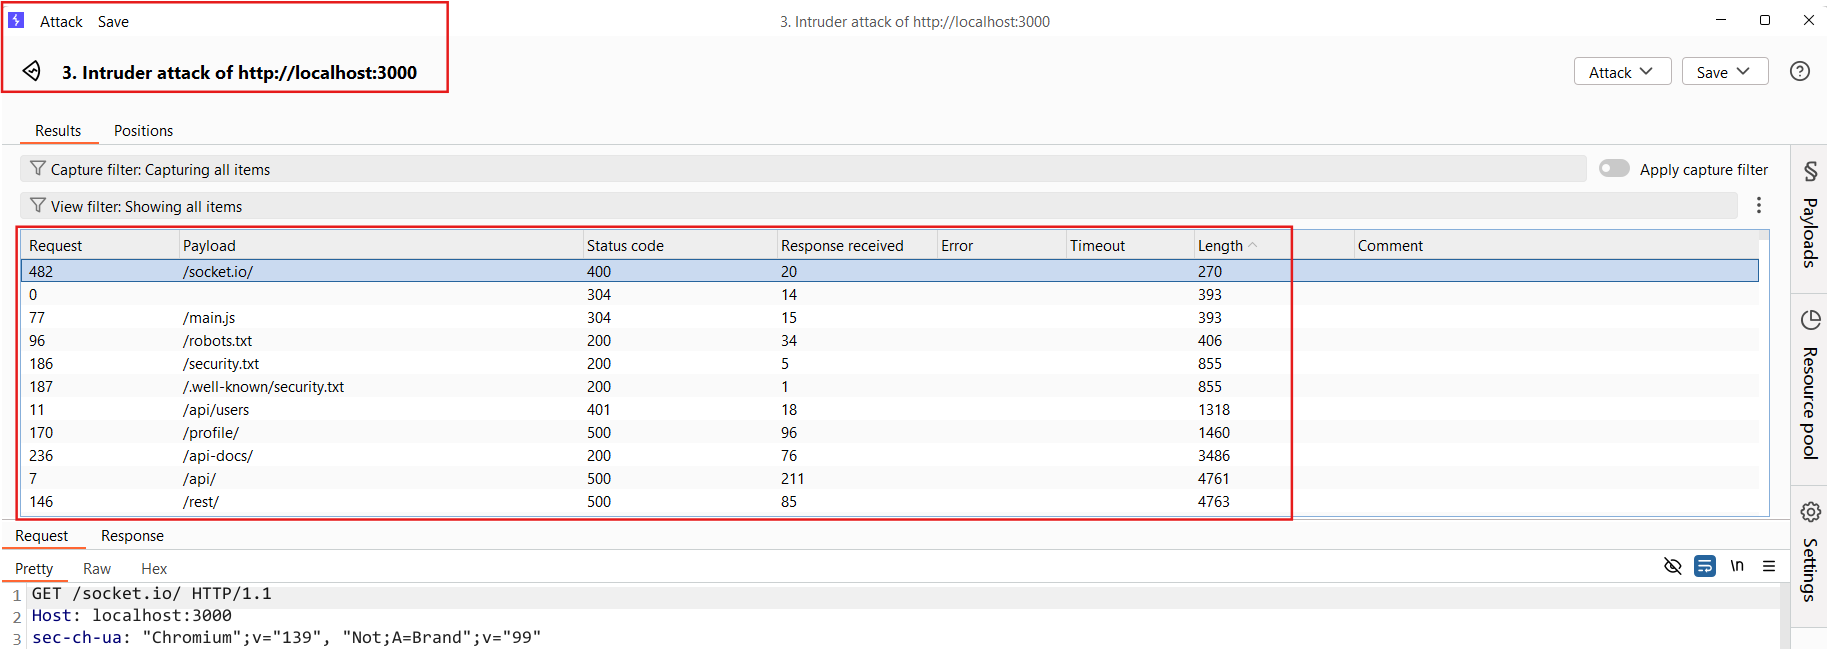 Attack Save 3. Intruder attack of http://localhost:3000
3. Intruder attack of http://localhost:3000 Attack Save
Results Positions
Capture filter: Capturing all items Apply capture filter
View filter: Showing all items
Request Payload Status code Response received Error Timeout Length Comment
482 /socket.io/ 400 20 270
0 304 14 393
77 /main.js 304 15 393
96 /robots.txt 200 34 406
186 /security.txt 200 5 855
187 /.well-known/security.txt 200 1 855
11 /api/users 401 18 1318
170 /profile/ 500 96 1460
236 /api-docs/ 200 76 3486
7 /api/ 500 211 4761
146 /rest/ 500 85 4763
Request Response
Pretty Raw Hex \n
1 GET /socket.io/ HTTP/1.1
2 Host: localhost:3000
3 sec-ch-ua: "Chromium";v="139", "Not;A=Brand";v="99"
Payloads
Resource pool
Settings